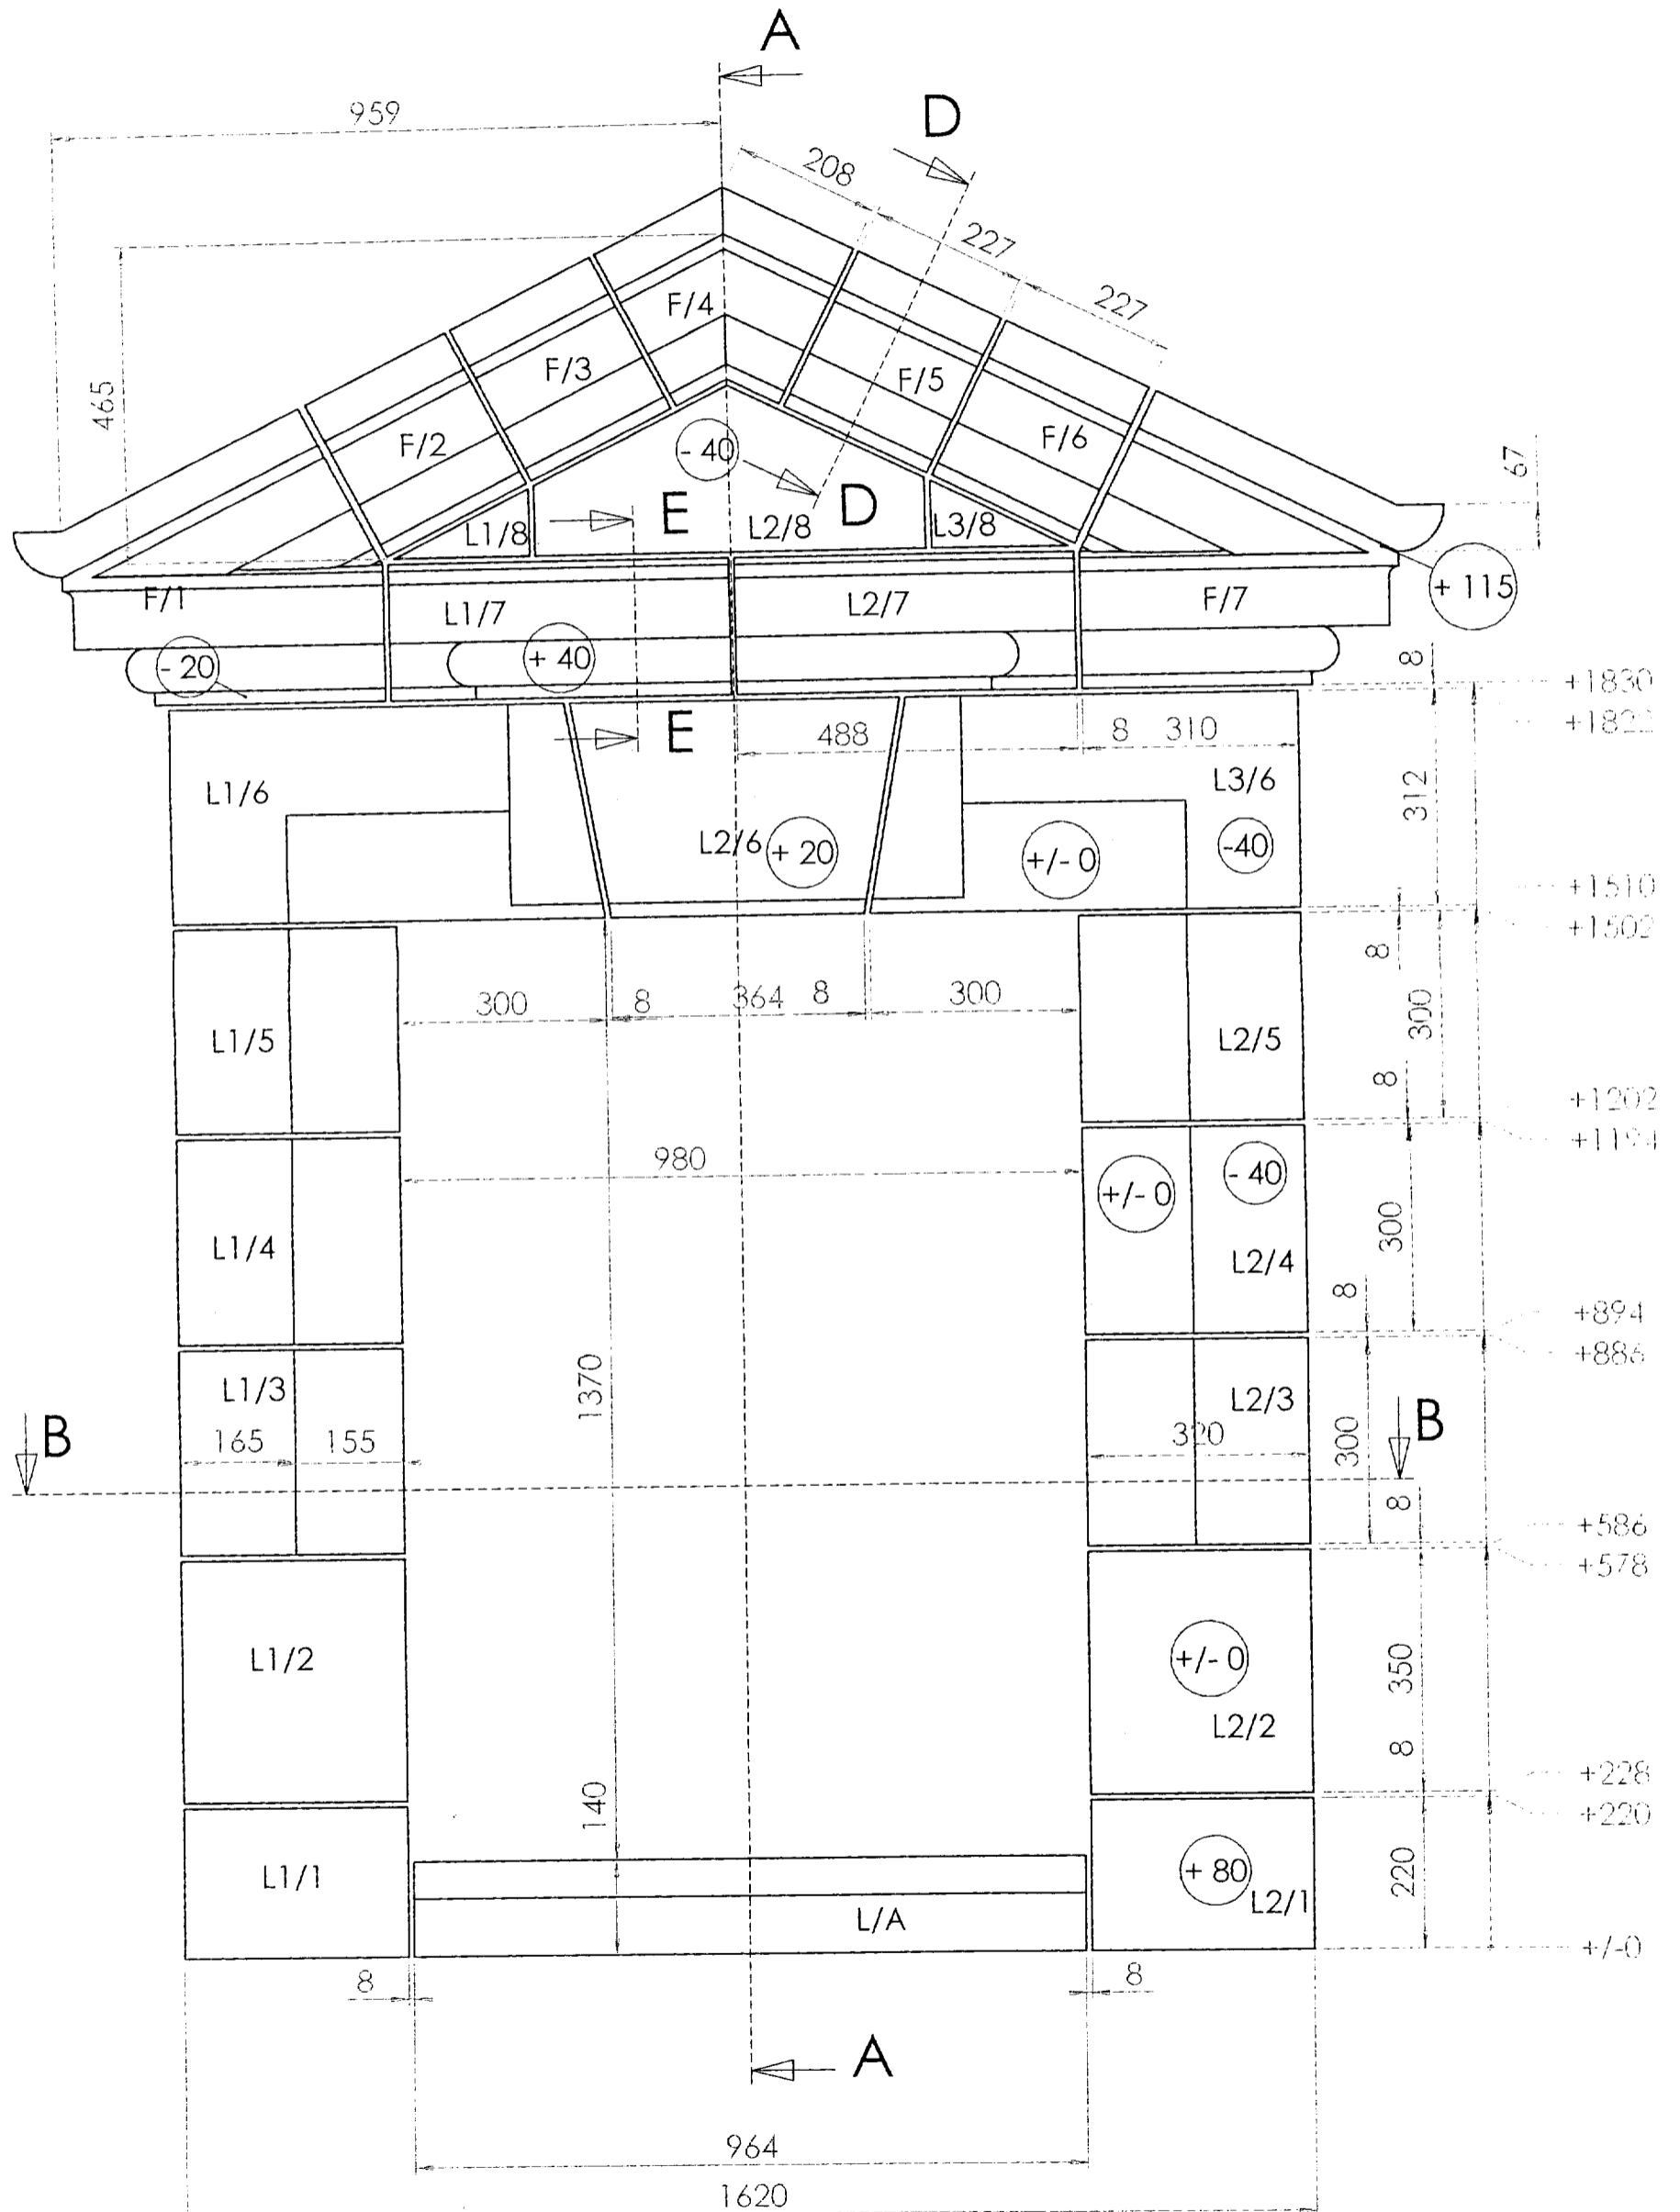 A
959
D
208
227
227
F/4
F/3
465
F/5
F/2
F/6
- 40
67
E
D
L1/8
L2/8
L3/8
+ 115
F/1
L1/7
L2/7
F/7
- 20
+ 40
8
+1830
+1822
E
488
8
310
L1/6
L3/6
312
L2/6
+ 20
+/- 0
-40
+1510
+1502
8
300
8
364
8
300
300
L1/5
L2/5
8
+1202
+1194
980
+/- 0
- 40
300
L1/4
L2/4
8
+894
+886
L1/3
L2/3
1370
B
B
165
155
320
300
8
+586
+578
L1/2
+/- 0
350
L2/2
8
+228
140
+220
L1/1
+ 80
220
L2/1
L/A
+/-0
8
8
A
964
1620